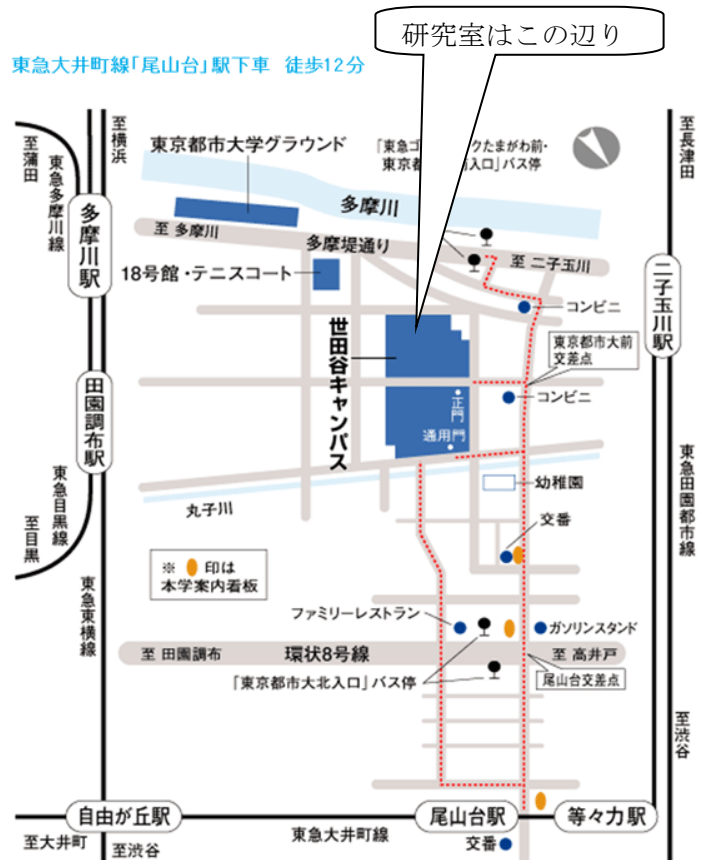 研究室はこの辺り
東急大井町線「尾山台」駅下車 徒歩12分
至横浜
至蒲田
東急多摩川線
多摩川駅
東京都市大学グラウンド
「東急ゴ
クたまがわ前・
東京都
入口」バス停
至長津田
多摩川
至 多摩川
多摩堤通り
至 二子玉川
18号館・テニスコート
コンビニ
二子玉川駅
世田谷キャンパス
東京都市大前
交差点
田園調布駅
正門
コンビニ
通用門
東急目黒線
至目黒
丸子川
幼稚園
東急田園都市線
交番
※ 印は
本学案内看板
東急東横線
ファミリーレストラン
ガソリンスタンド
至 田園調布
環状8号線
至 高井戸
「東京都市大北入口」バス停
尾山台交差点
至渋谷
自由が丘駅
尾山台駅
等々力駅
至大井町
至渋谷
東急大井町線
交番